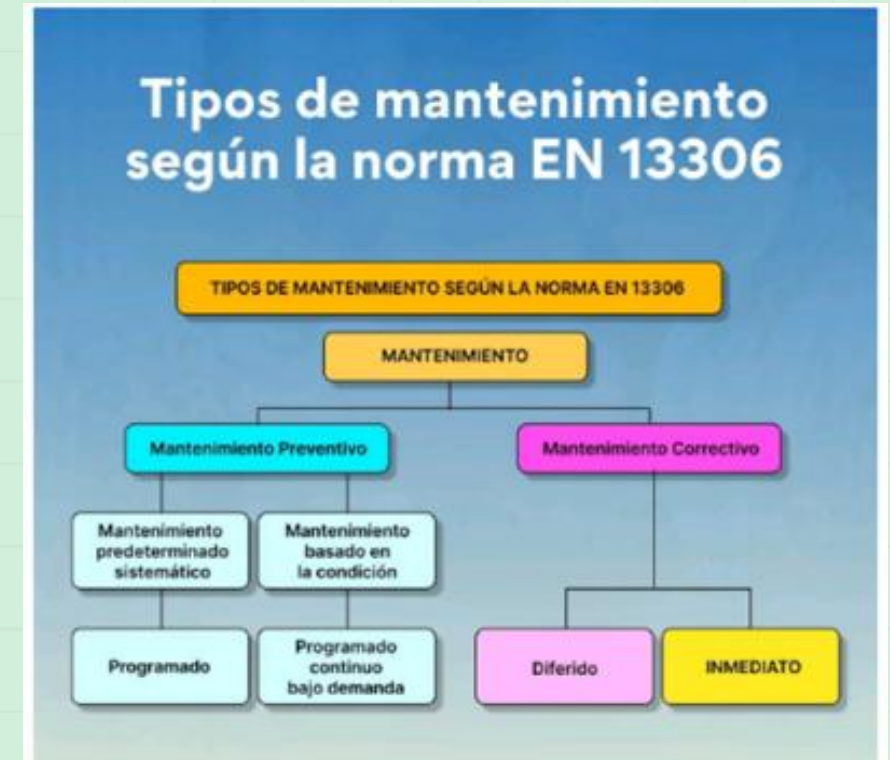 Tipos de mantenimiento
según la norma EN 13306
TIPOS DE MANTENIMIENTO SEGÚN LA NORMA EN 13306
MANTENIMIENTO
Mantenimiento Preventivo
Mantenimiento Correctivo
Mantenimiento
predeterminado
sistemático
Mantenimiento
basado en
la condición
Programado
Programado
continuo
bajo demanda
Diferido
INMEDIATO